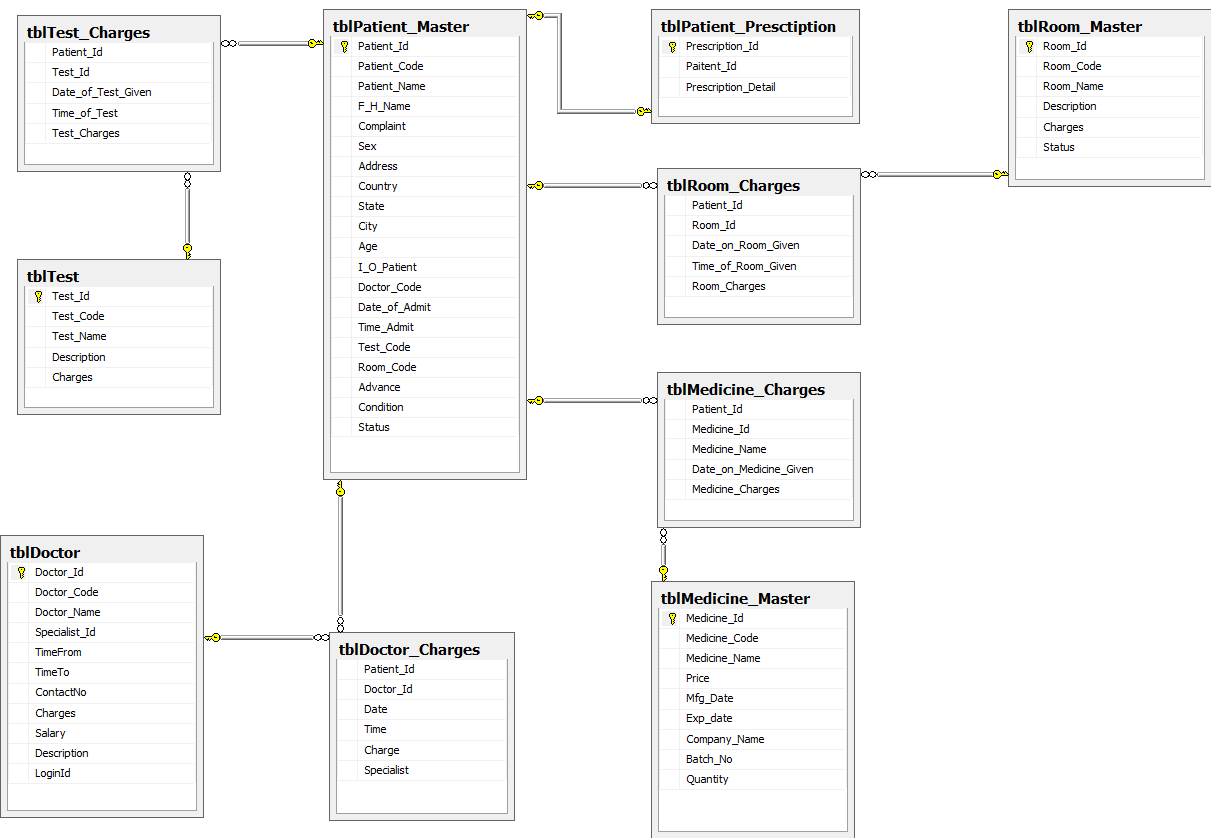 tblTest_Charges
Patient_Id
Test_Id
Date_of_Test_Given
Time_of_Test
Test_Charges
tblPatient_Master
Patient_Id
Patient_Code
Patient_Name
F_H_Name
Complaint
Sex
Address
Country
State
City
Age
I_O_Patient
Doctor_Code
Date_of_Admit
Time_Admit
Test_Code
Room_Code
Advance
Condition
Status
tblPatient_Presctiption
Prescription_Id
Paitent_Id
Prescription_Detail
tblRoom_Master
Room_Id
Room_Code
Room_Name
Description
Charges
Status
tblRoom_Charges
Patient_Id
Room_Id
Date_on_Room_Given
Time_of_Room_Given
Room_Charges
tblTest
Test_Id
Test_Code
Test_Name
Description
Charges
tblMedicine_Charges
Patient_Id
Medicine_Id
Medicine_Name
Date_on_Medicine_Given
Medicine_Charges
tblDoctor
Doctor_Id
Doctor_Code
Doctor_Name
Specialist_Id
TimeFrom
TimeTo
ContactNo
Charges
Salary
Description
LoginId
tblDoctor_Charges
Patient_Id
Doctor_Id
Date
Time
Charge
Specialist
tblMedicine_Master
Medicine_Id
Medicine_Code
Medicine_Name
Price
Mfg_Date
Exp_date
Company_Name
Batch_No
Quantity